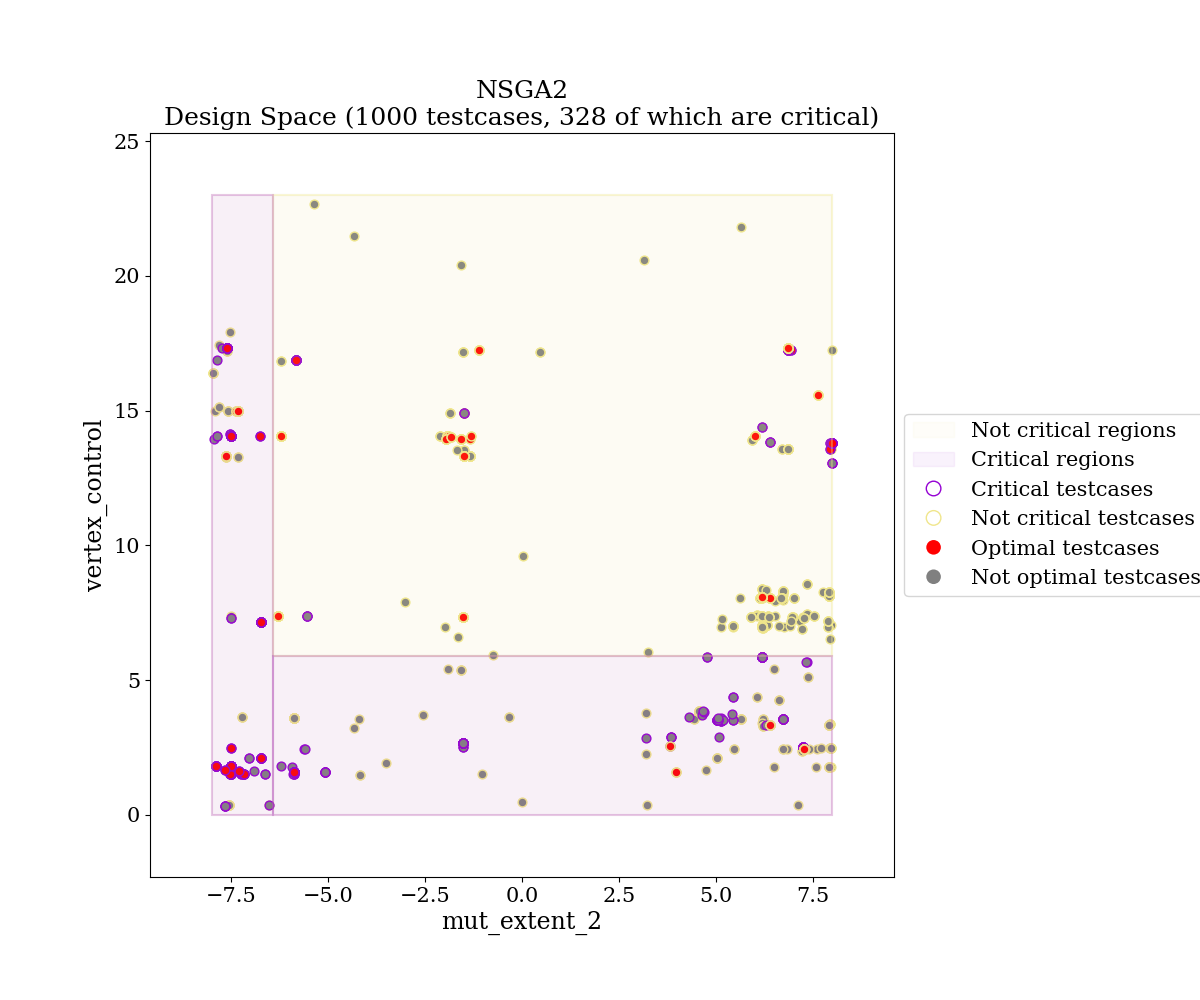 NSGA2
Design Space (1000 testcases, 328 of which are critical)
25
20
15
10
5
0
vertex_control
−7.5
−5.0
−2.5
0.0
2.5
5.0
7.5
mut_extent_2
Not critical regions
Critical regions
Critical testcases
Not critical testcases
Optimal testcases
Not optimal testcases